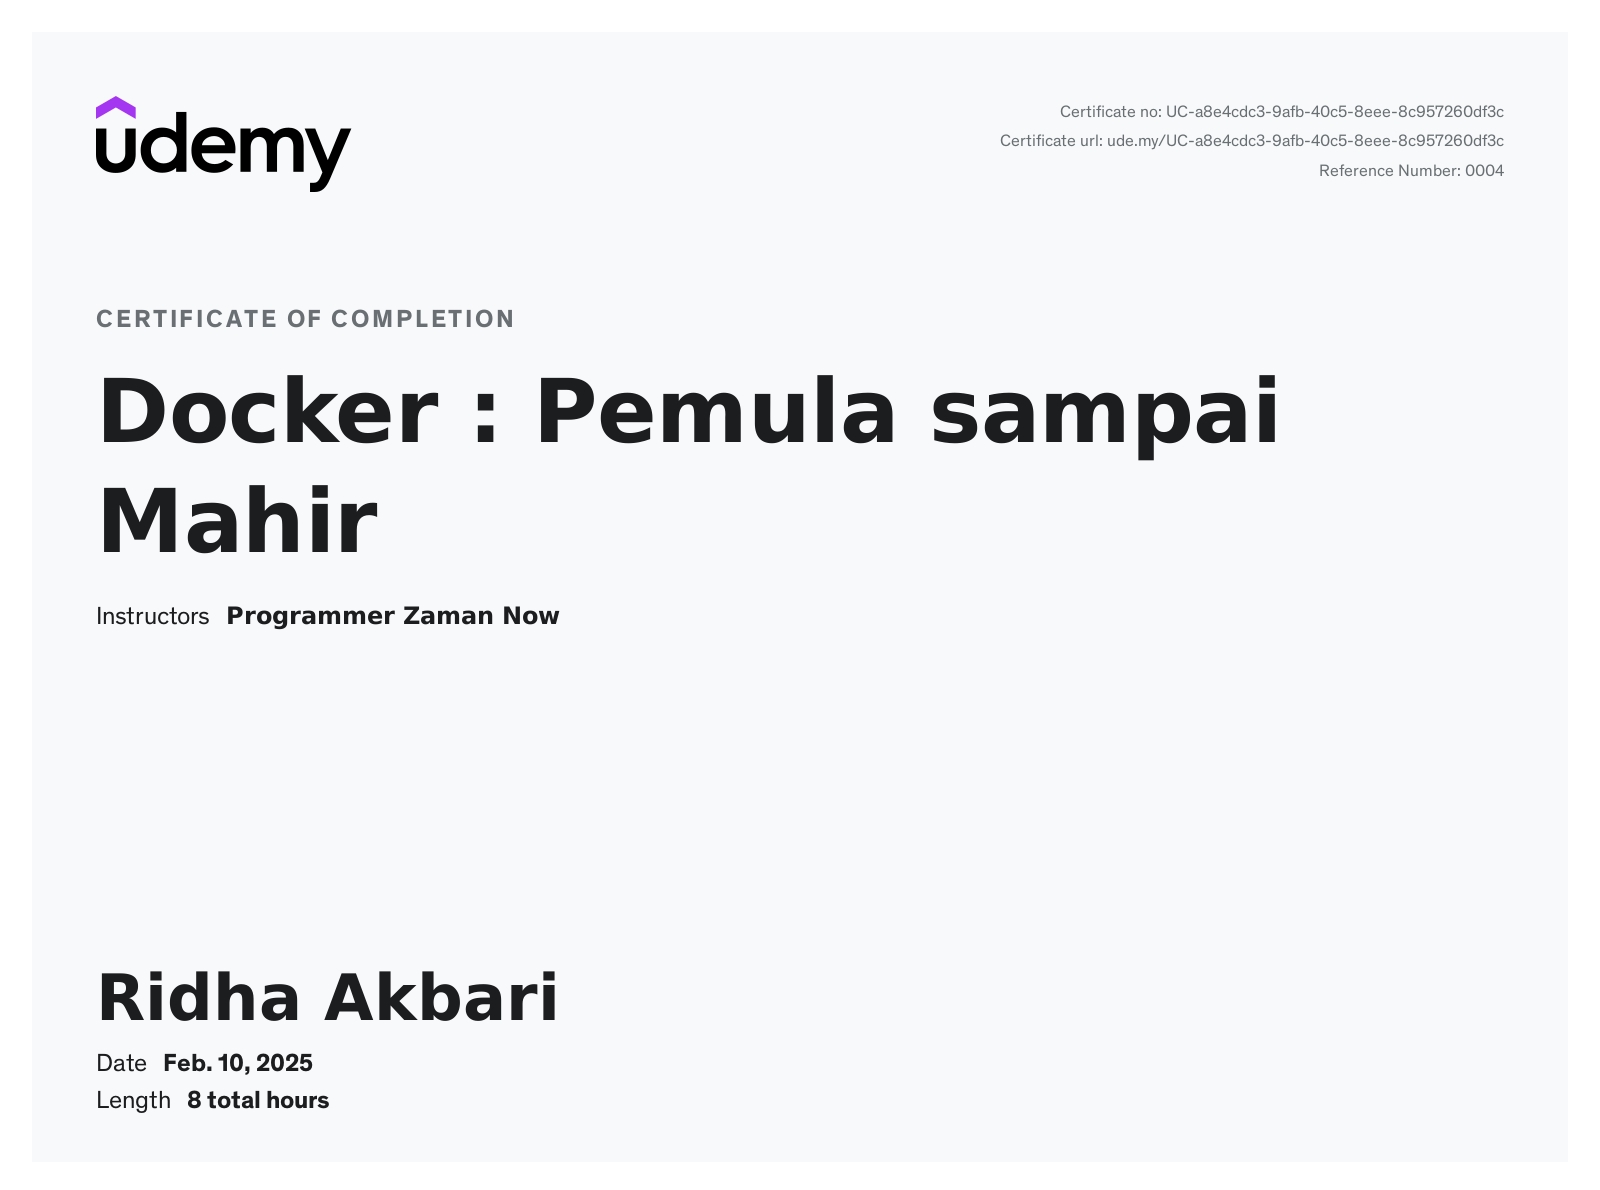 udemy
Certificate no: UC-a8e4cdc3-9afb-40c5-8eee-8c957260df3c
Certificate url: ude.my/UC-a8e4cdc3-9afb-40c5-8eee-8c957260df3c
Reference Number: 0004
CERTIFICATE OF COMPLETION
Docker : Pemula sampai
Mahir
Instructors Programmer Zaman Now
Ridha Akbari
Date Feb. 10, 2025
Length 8 total hours